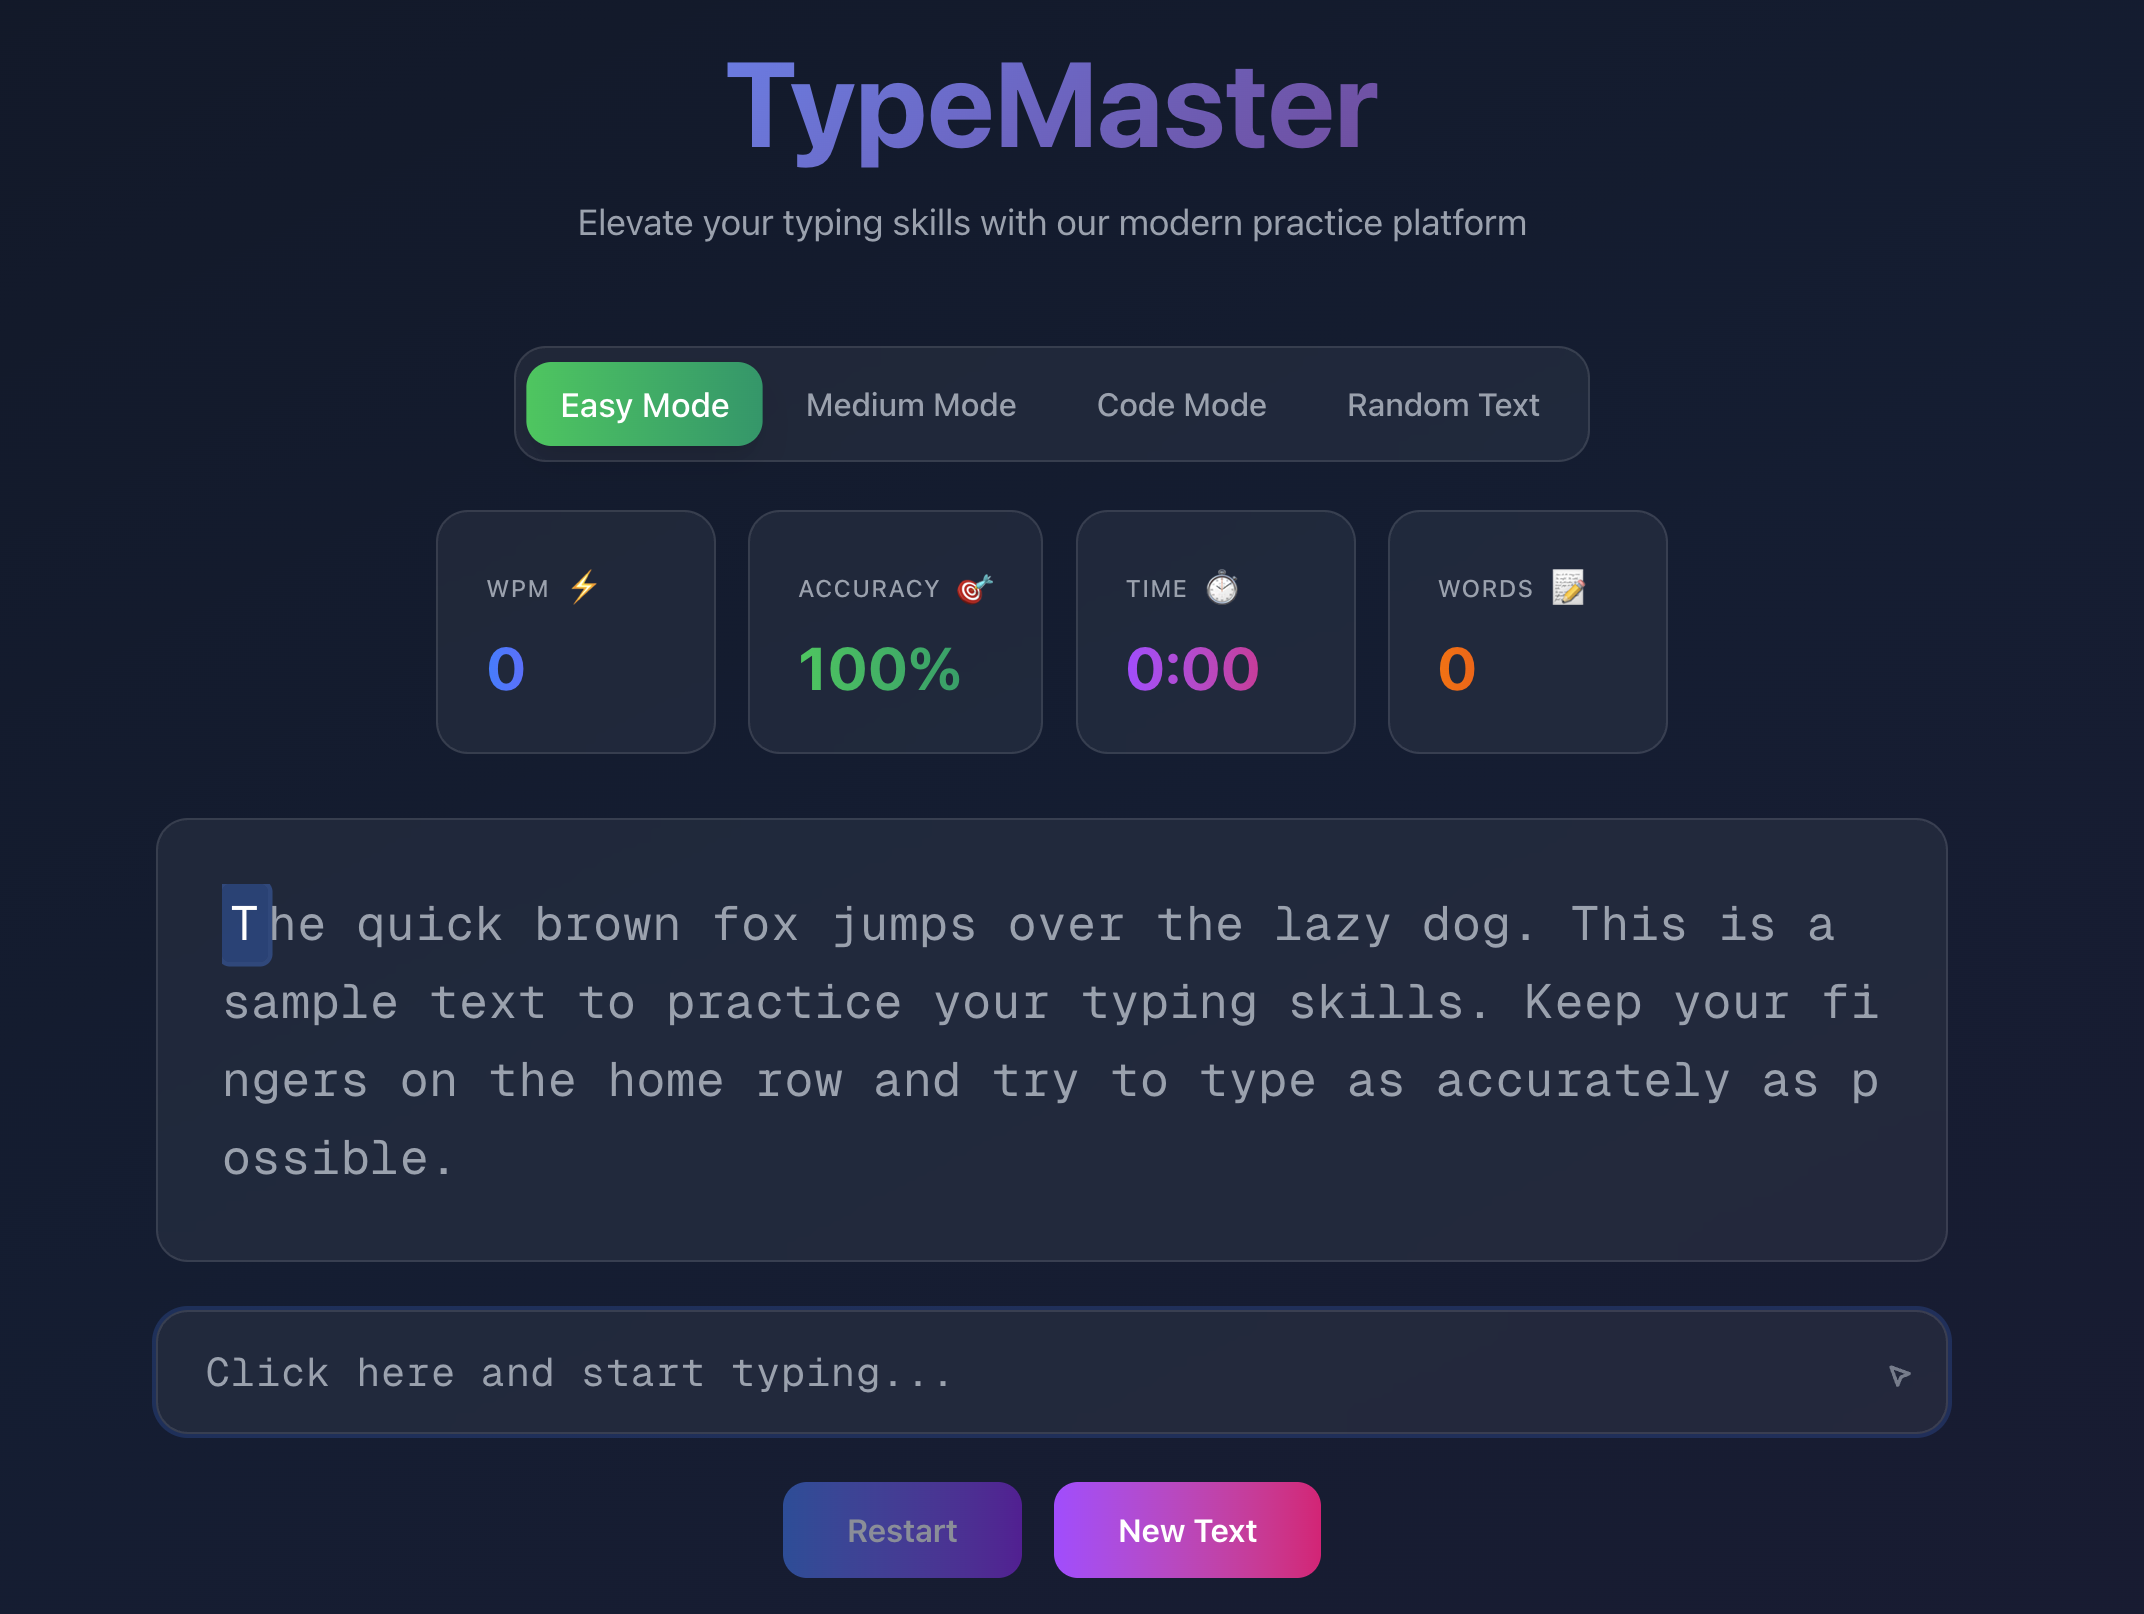 TypeMaster
Elevate your typing skills with our modern practice platform
Easy Mode Medium Mode Code Mode Random Text
WPM ⚡ ACCURACY 🎯 TIME ⏱️ WORDS 📝
0 100% 0:00 0
The quick brown fox jumps over the lazy dog. This is a
sample text to practice your typing skills. Keep your fi
ngers on the home row and try to type as accurately as p
ossible.
Click here and start typing...
Restart New Text